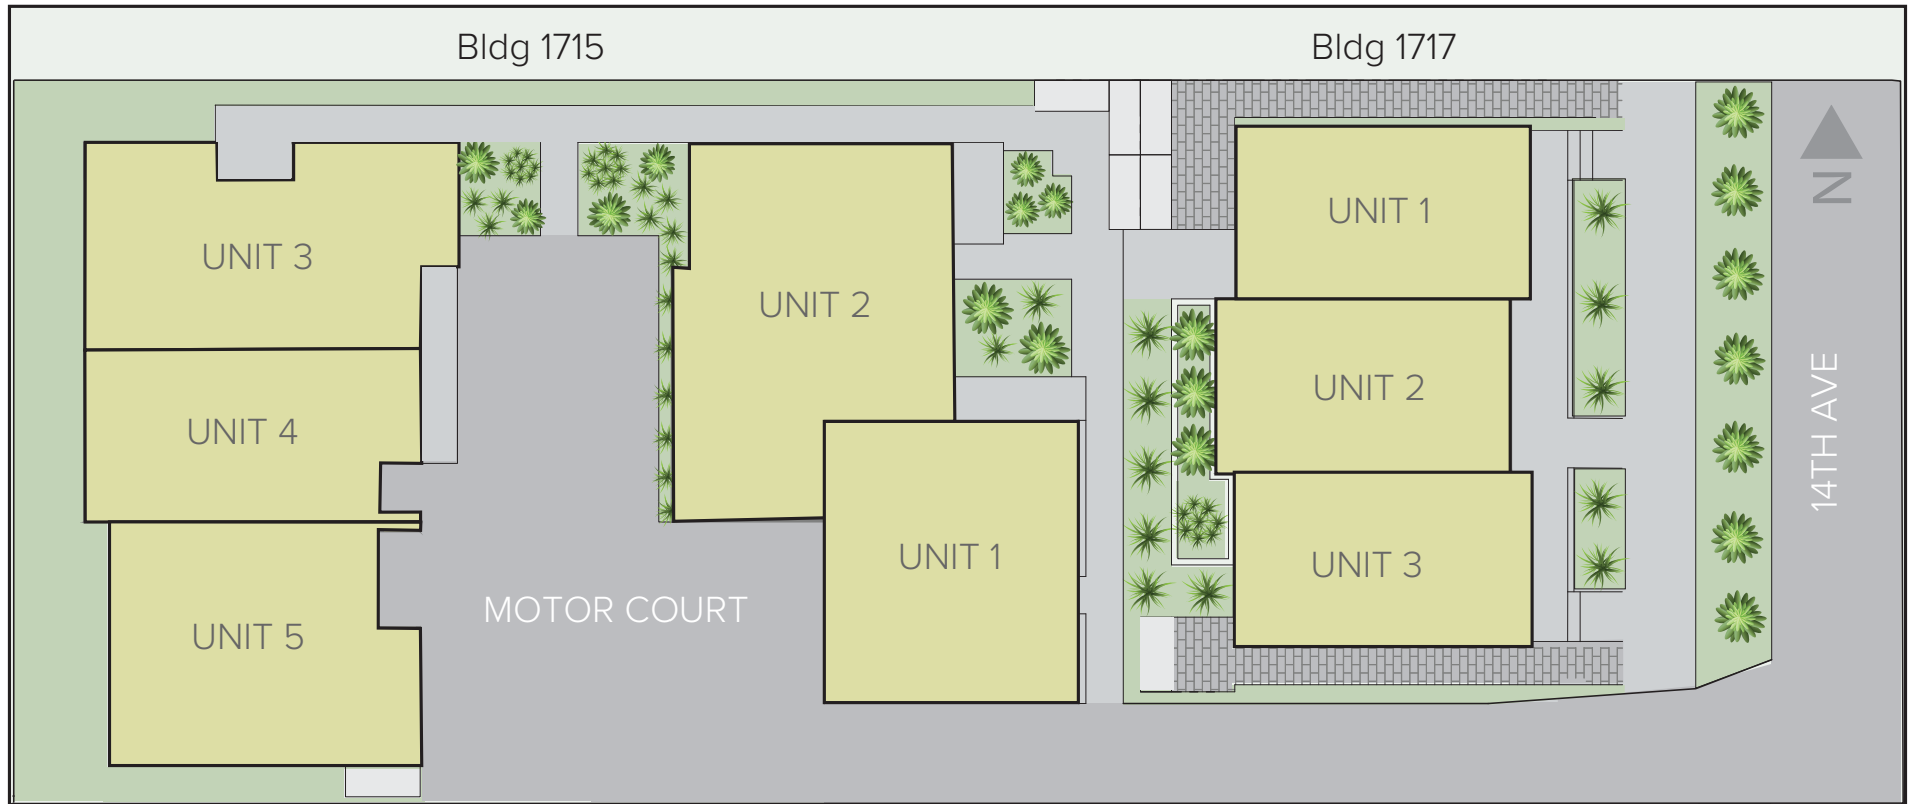 Bldg 1715
Bldg 1717
UNIT 3
UNIT 4
UNIT 5
MOTOR COURT
UNIT 2
UNIT 1
UNIT 1
UNIT 2
UNIT 3
N
14TH AVE